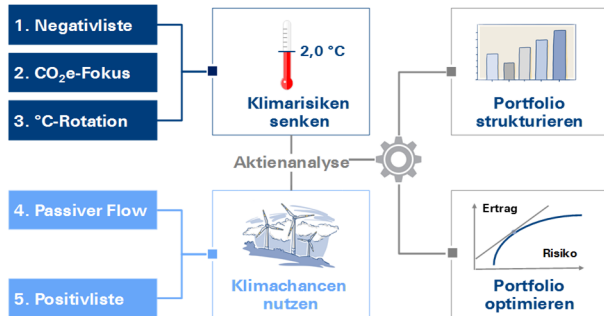 1. Negativliste
2. CO₂e-Fokus
3. °C-Rotation
2,0 °C
Klimarisiken
senken
Aktienanalyse
4. Passiver Flow
5. Positivliste
Klimachancen
nutzen
Portfolio
strukturieren
Ertrag
Risiko
Portfolio
optimieren